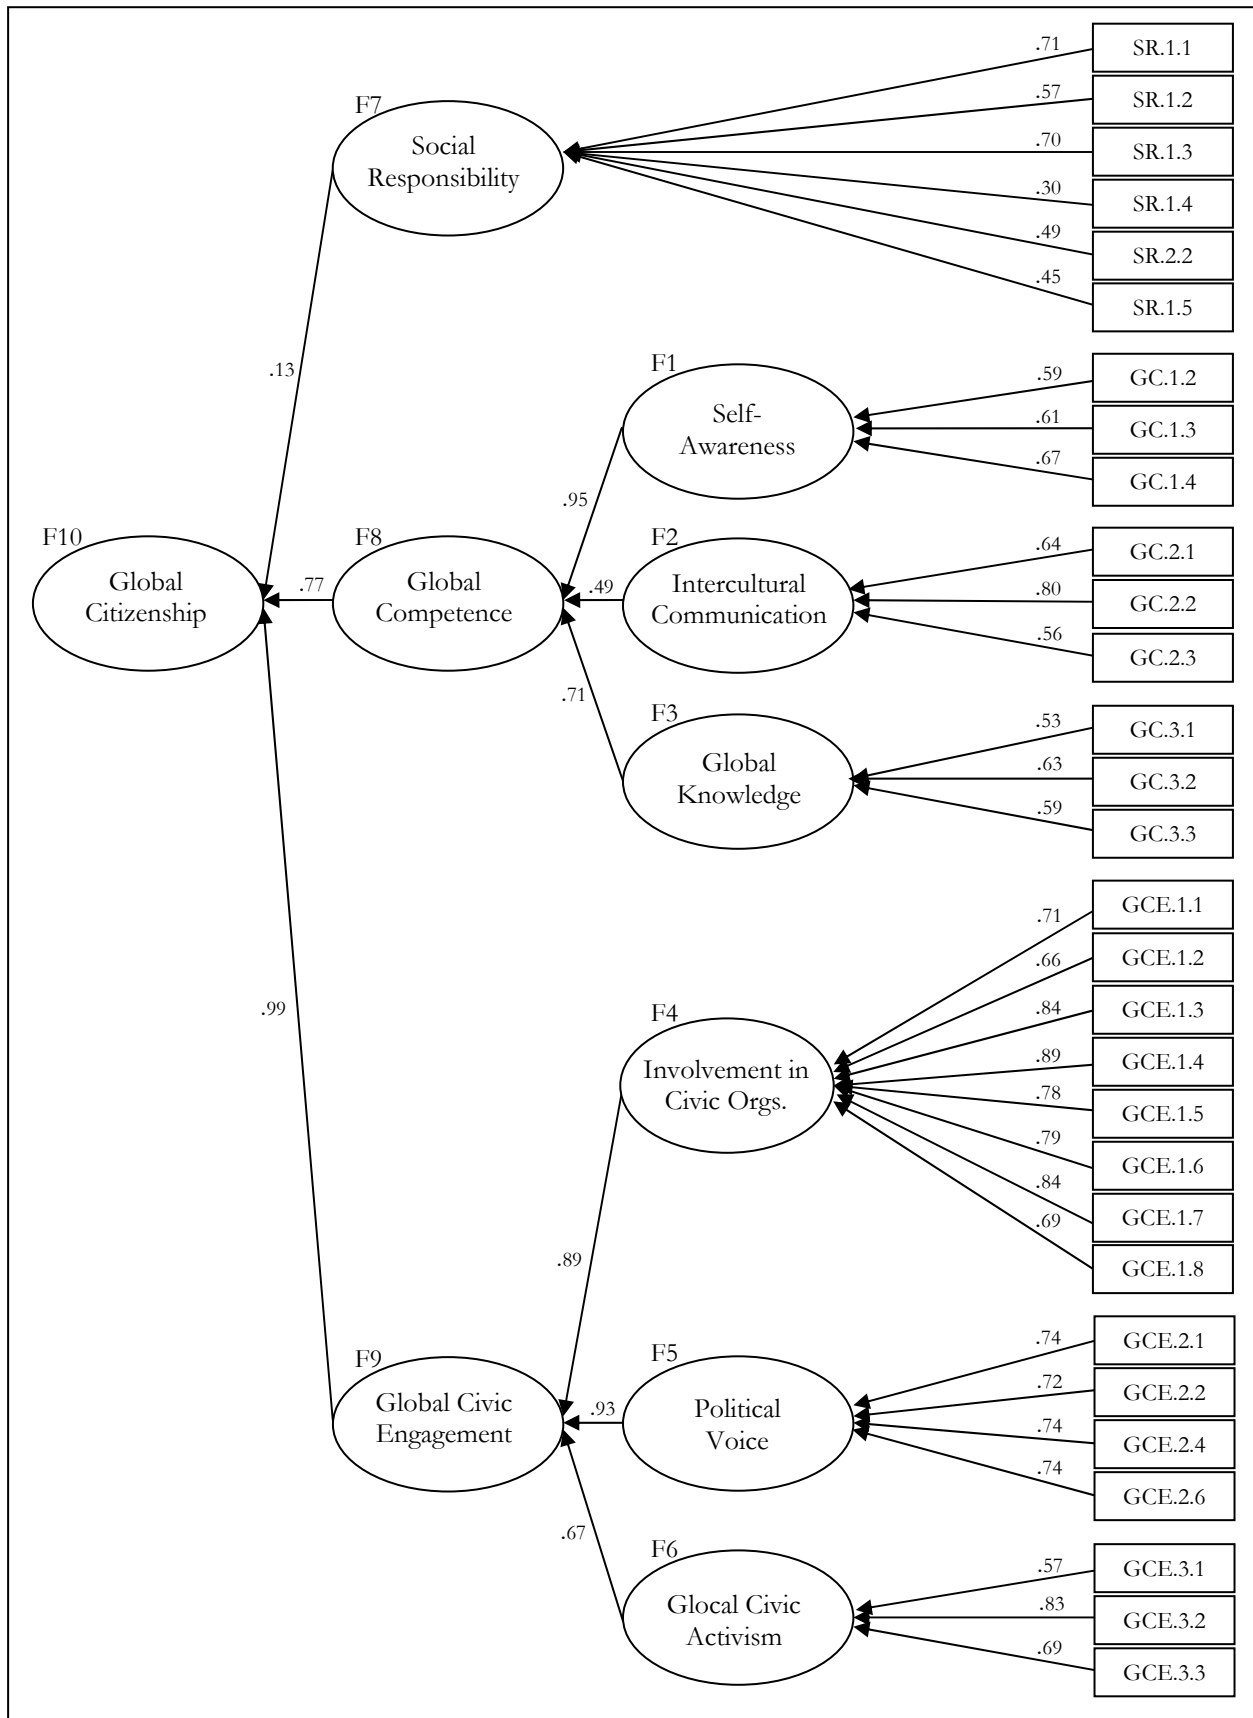 F7
Social
Responsibility
.71
SR.1.1
.57
SR.1.2
.70
SR.1.3
.30
SR.1.4
.49
SR.2.2
.45
SR.1.5
.13
F1
Self-
Awareness
.59
GC.1.2
.61
GC.1.3
.67
GC.1.4
.95
F10
Global
Citizenship
.77
F8
Global
Competence
.49
F2
Intercultural
Communication
.64
GC.2.1
.80
GC.2.2
.56
GC.2.3
.71
F3
Global
Knowledge
.53
GC.3.1
.63
GC.3.2
.59
GC.3.3
.99
F4
Involvement in
Civic Orgs.
.71
GCE.1.1
.66
GCE.1.2
.84
GCE.1.3
.89
GCE.1.4
.78
GCE.1.5
.79
GCE.1.6
.84
GCE.1.7
.69
GCE.1.8
.89
F9
Global Civic
Engagement
.93
F5
Political
Voice
.74
GCE.2.1
.72
GCE.2.2
.74
GCE.2.4
.74
GCE.2.6
.67
F6
Glocal Civic
Activism
.57
GCE.3.1
.83
GCE.3.2
.69
GCE.3.3